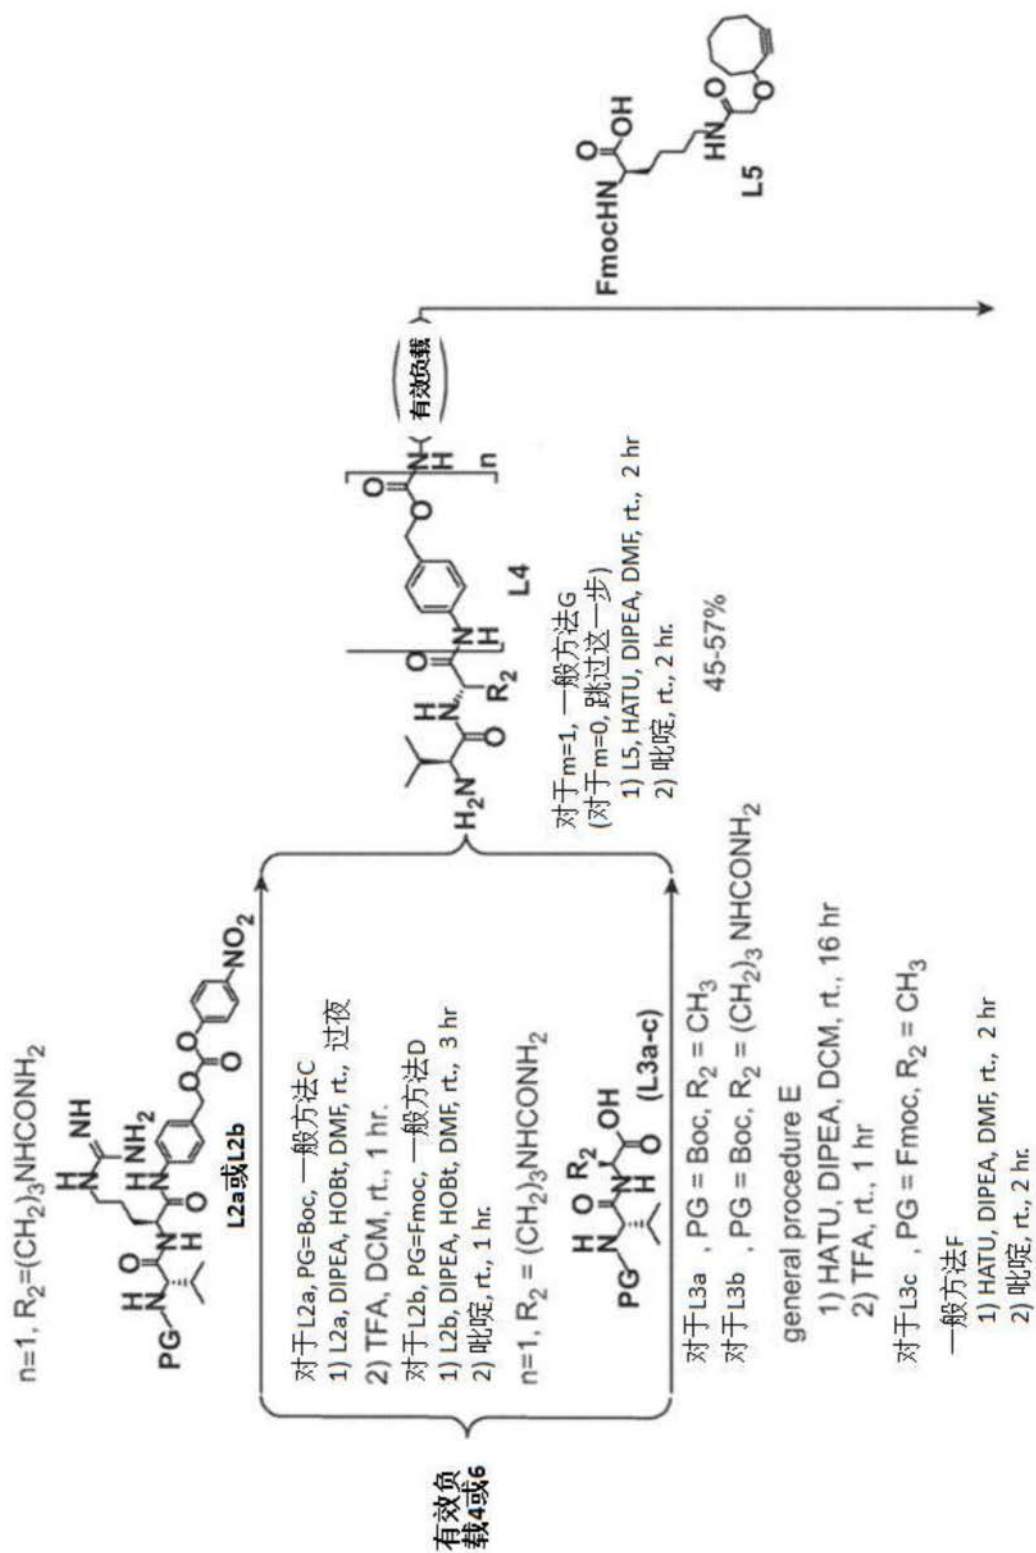 n=1, R2=(CH2)3NHCONH2
PG
H
N
O
N
H
O
H
N
H
N
NH
NH2
O
O
O
NO2
L2a或L2b
有效负
载4或6
对于L2a, PG=Boc, 一般方法C
1) L2a, DIPEA, HOBt, DMF, rt., 过夜
2) TFA, DCM, rt., 1 hr.
对于L2b, PG=Fmoc, 一般方法D
1) L2b, DIPEA, HOBt, DMF, rt., 3 hr
2) 吡啶, rt., 1 hr.
n=1, R2 = (CH2)3NHCONH2
PG
H
N
O
R2
N
H
O
OH
(L3a-c)
对于L3a , PG = Boc, R2 = CH3
对于L3b , PG = Boc, R2 = (CH2)3NHCONH2
general procedure E
1) HATU, DIPEA, DCM, rt., 16 hr
2) TFA, rt., 1 hr
对于L3c , PG = Fmoc, R2 = CH3
一般方法F
1) HATU, DIPEA, DMF, rt., 2 hr
2) 吡啶, rt., 2 hr.
H2N
O
H
N
R2
O
N
H
O
O
N
H
n
有效负载
L4
对于m=1, 一般方法G
(对于m=0, 跳过这一步)
1) L5, HATU, DIPEA, DMF, rt., 2 hr
2) 吡啶, rt., 2 hr.
45-57%
FmocHN
O
OH
HN
O
O
L5